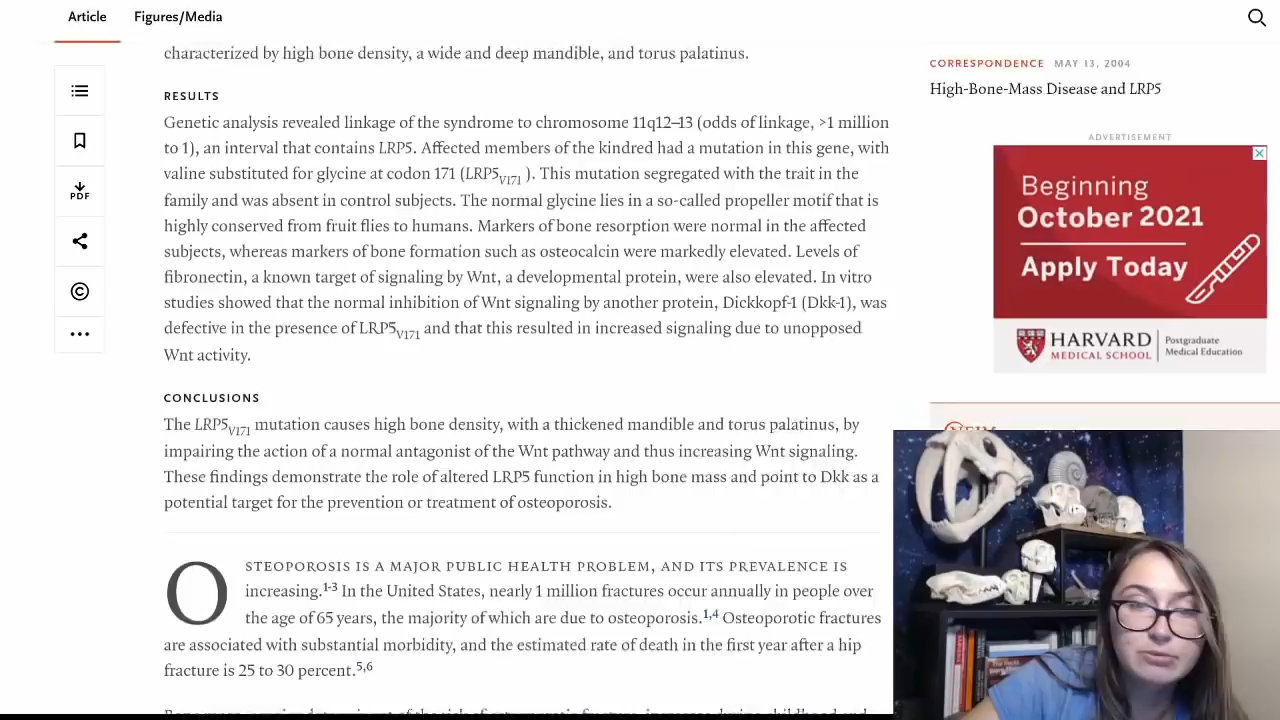 Article
Figures/Media
characterized by high bone density, a wide and deep mandible, and torus palatinus.
RESULTS
Genetic analysis revealed linkage of the syndrome to chromosome 11q12–13 (odds of linkage, >1 million
to 1), an interval that contains LRP5. Affected members of the kindred had a mutation in this gene, with
valine substituted for glycine at codon 171 (LRP5V171 ). This mutation segregated with the trait in the
family and was absent in control subjects. The normal glycine lies in a so-called propeller motif that is
highly conserved from fruit flies to humans. Markers of bone resorption were normal in the affected
subjects, whereas markers of bone formation such as osteocalcin were markedly elevated. Levels of
fibronectin, a known target of signaling by Wnt, a developmental protein, were also elevated. In vitro
studies showed that the normal inhibition of Wnt signaling by another protein, Dickkopf-1 (Dkk-1), was
defective in the presence of LRP5V171 and that this resulted in increased signaling due to unopposed
Wnt activity.
CONCLUSIONS
The LRP5V171 mutation causes high bone density, with a thickened mandible and torus palatinus, by
impairing the action of a normal antagonist of the Wnt pathway and thus increasing Wnt signaling.
These findings demonstrate the role of altered LRP5 function in high bone mass and point to Dkk as a
potential target for the prevention or treatment of osteoporosis.
OSTEOPOROSIS IS A MAJOR PUBLIC HEALTH PROBLEM, AND ITS PREVALENCE IS
increasing.1-3 In the United States, nearly 1 million fractures occur annually in people over
the age of 65 years, the majority of which are due to osteoporosis.1,4 Osteoporotic fractures
are associated with substantial morbidity, and the estimated rate of death in the first year after a hip
fracture is 25 to 30 percent.5,6
PDF
CORRESPONDENCE MAY 13, 2004
High-Bone-Mass Disease and LRP5
ADVERTISEMENT
Beginning
October 2021
Apply Today
HARVARD
MEDICAL SCHOOL
Postgraduate
Medical Education